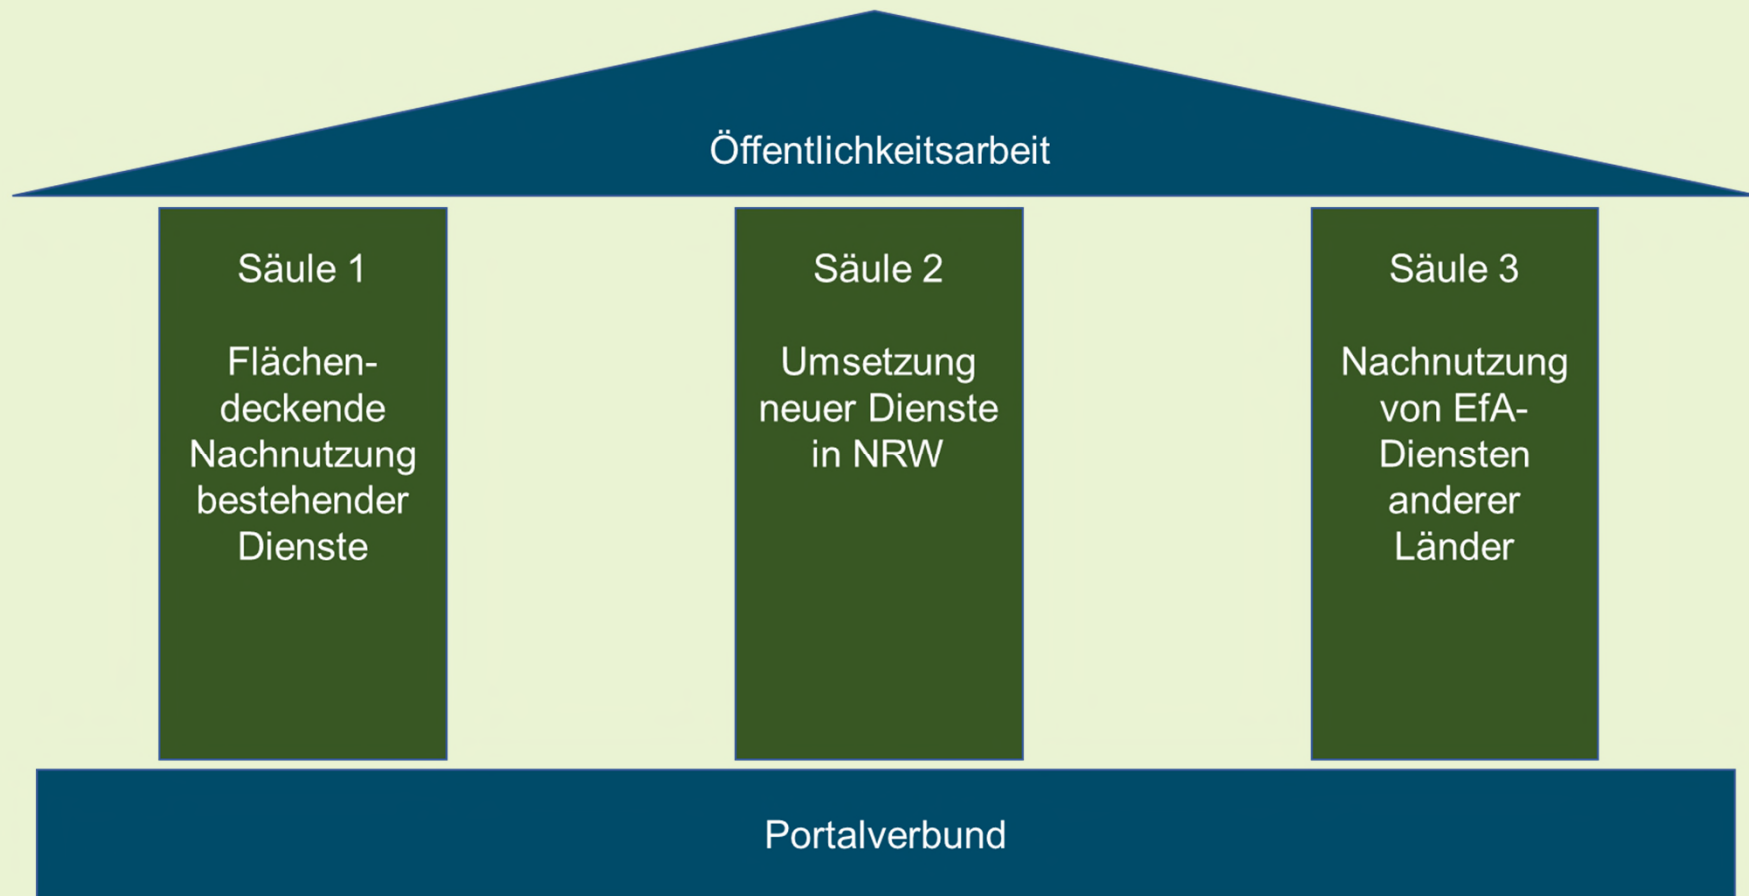 Öffentlichkeitsarbeit
Säule 1
Flächen-
deckende
Nachnutzung
bestehender
Dienste
Säule 2
Umsetzung
neuer Dienste
in NRW
Säule 3
Nachnutzung
von EfA-
Diensten
anderer
Länder
Portalverbund